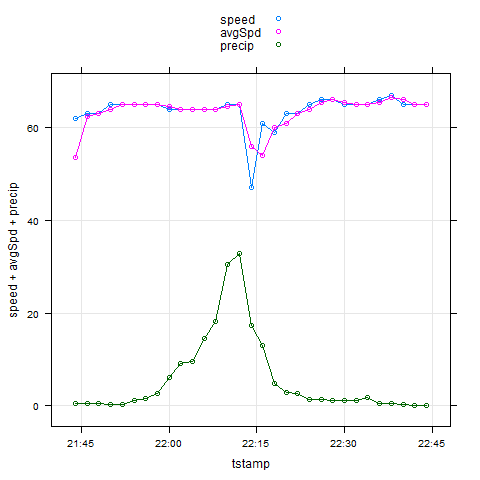 speed
avgSpd
precip
speed + avgSpd + precip
60
40
20
0
21:45 22:00 22:15 22:30 22:45
tstamp